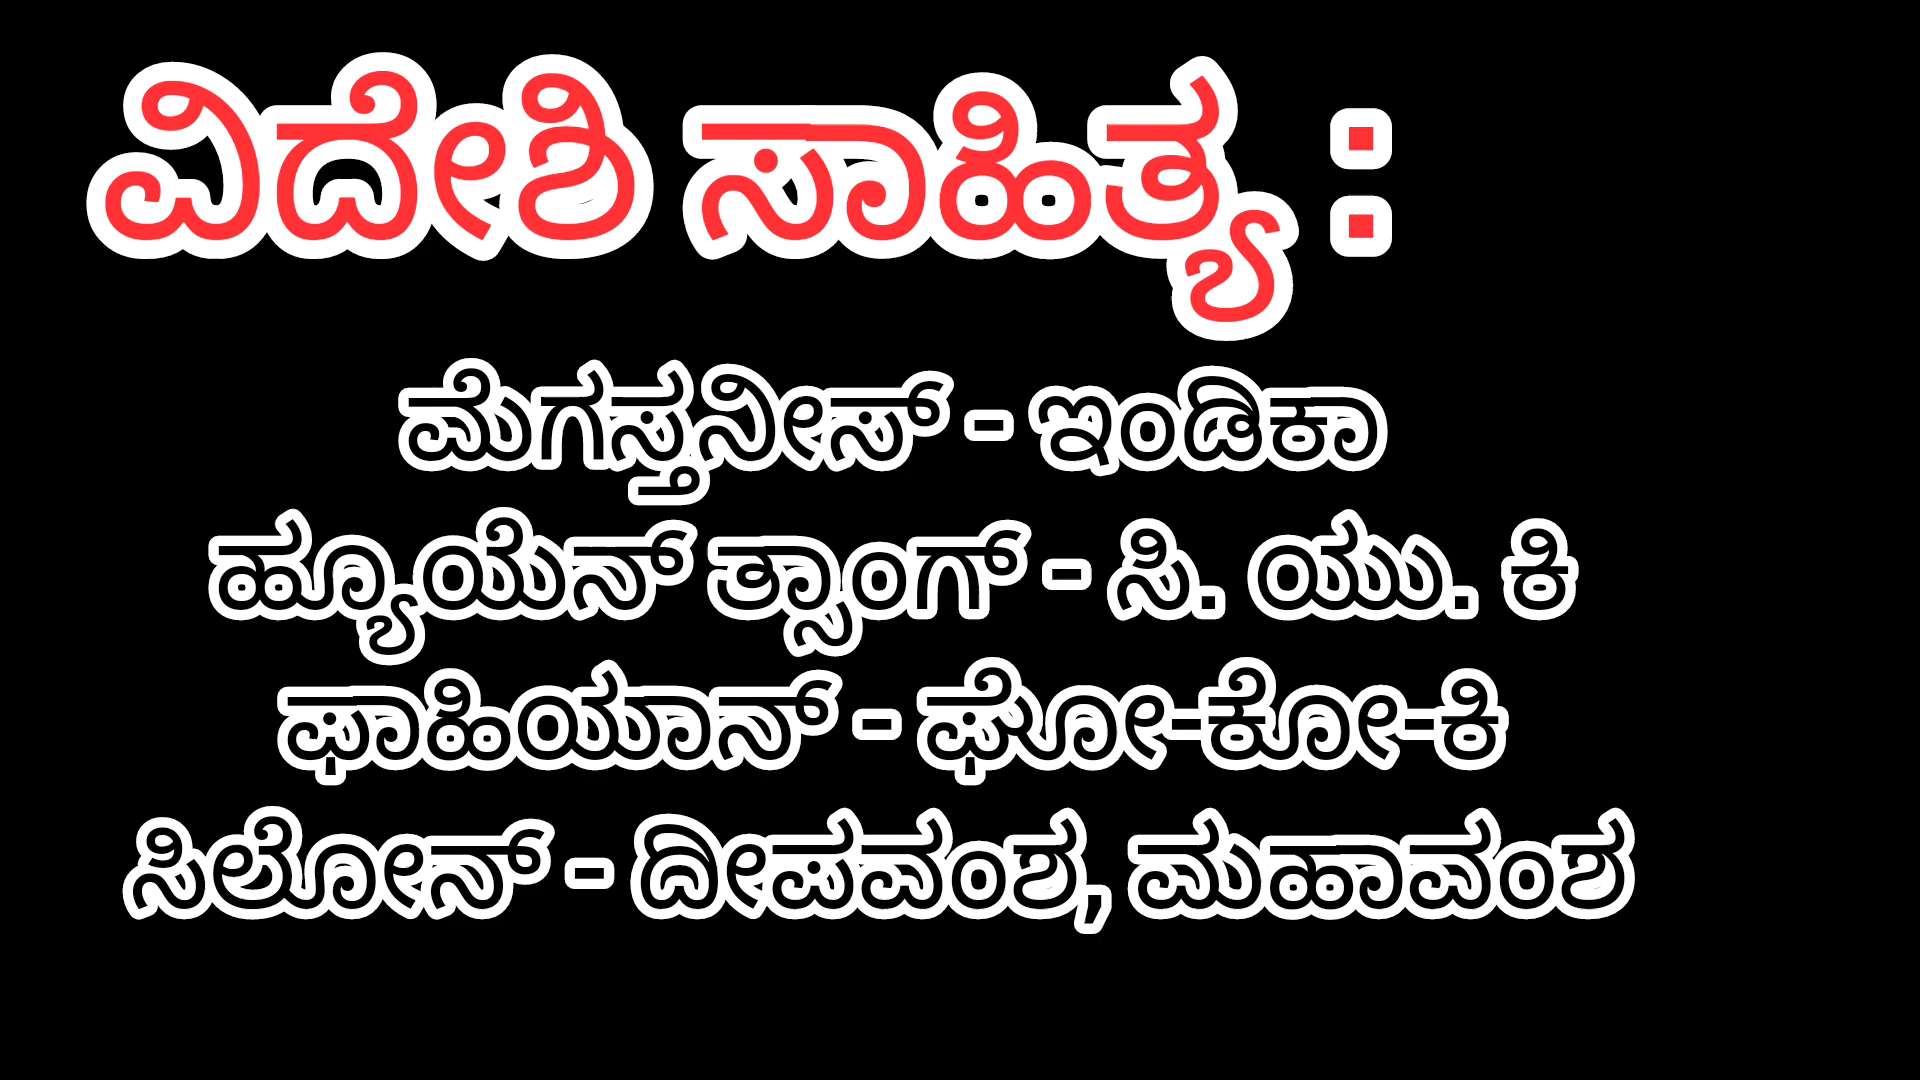 ವಿದೇಶಿ ಸಾಹಿತ್ಯ :
ಮೆಗಸ್ತನೀಸ್ - ಇಂಡಿಕಾ
ಹ್ಯೂಯೆನ್ ತ್ಸಾಂಗ್ - ಸಿ. ಯು. ಕಿ
ಫಾಹಿಯಾನ್ - ಘೋ-ಕೋ-ಕಿ
ಸಿಲೋನ್ - ದೀಪವಂಶ, ಮಹಾವಂಶ